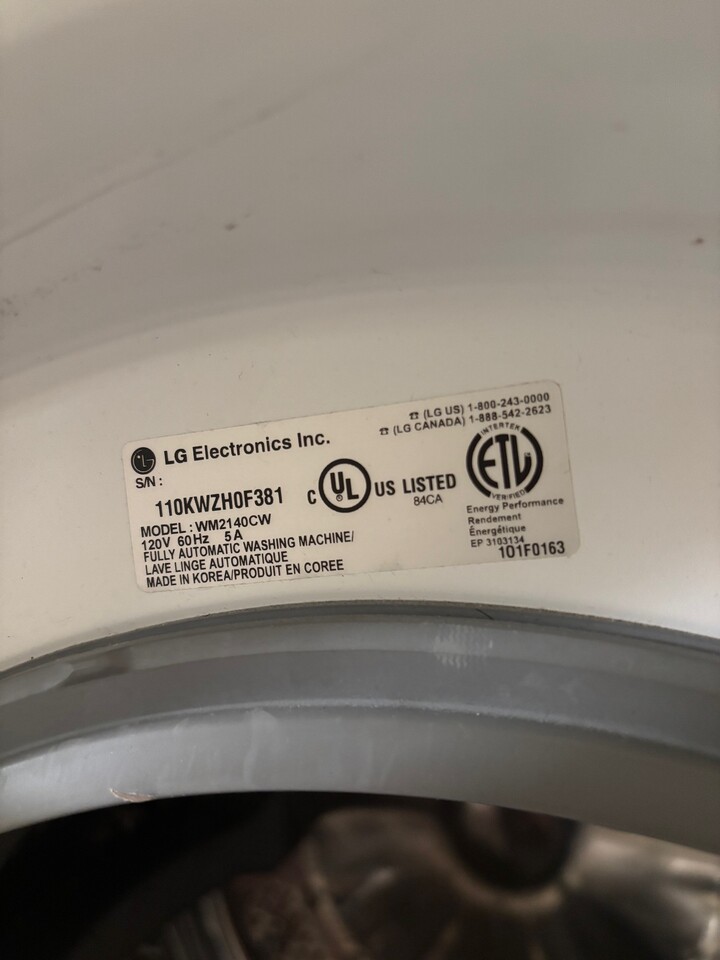 LG Electronics Inc.
S/N :
110KWZH0F381
MODEL : WM2140CW
120V 60Hz 5A
FULLY AUTOMATIC WASHING MACHINE/
LAVE LINGE AUTOMATIQUE
MADE IN KOREA/PRODUIT EN COREE
C UL US LISTED
84CA
☎ (LG US) 1-800-243-0000
☎ (LG CANADA) 1-888-542-2623
INTERTEK
ETL
VERIFIED
Energy Performance
Rendement
Énergétique
EP 3103134
101F0163